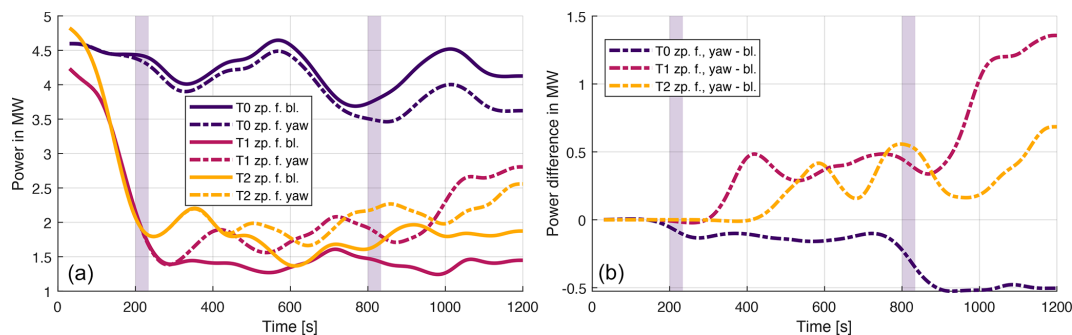 5
4.5
4
3.5
3
2.5
2
1.5
1
Power in MW
T0 zp. f. bl.
T0 zp. f. yaw
T1 zp. f. bl.
T1 zp. f. yaw
T2 zp. f. bl.
T2 zp. f. yaw
(a)
0 200 400 600 800 1000 1200
Time [s]
1.5
1
0.5
0
-0.5
Power difference in MW
T0 zp. f., yaw - bl.
T1 zp. f., yaw - bl.
T2 zp. f., yaw - bl.
(b)
0 200 400 600 800 1000 1200
Time [s]